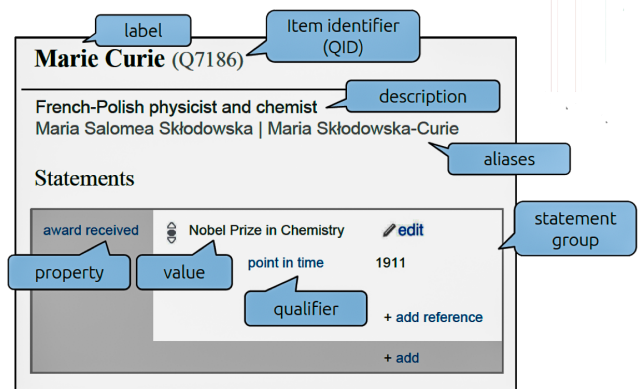 label
Item identifier
(QID)
Marie Curie (Q7186)
description
French-Polish physicist and chemist
Maria Salomea Skłodowska | Maria Skłodowska-Curie
aliases
Statements
statement
group
award received
Nobel Prize in Chemistry
edit
property
value
point in time
1911
qualifier
+ add reference
+ add